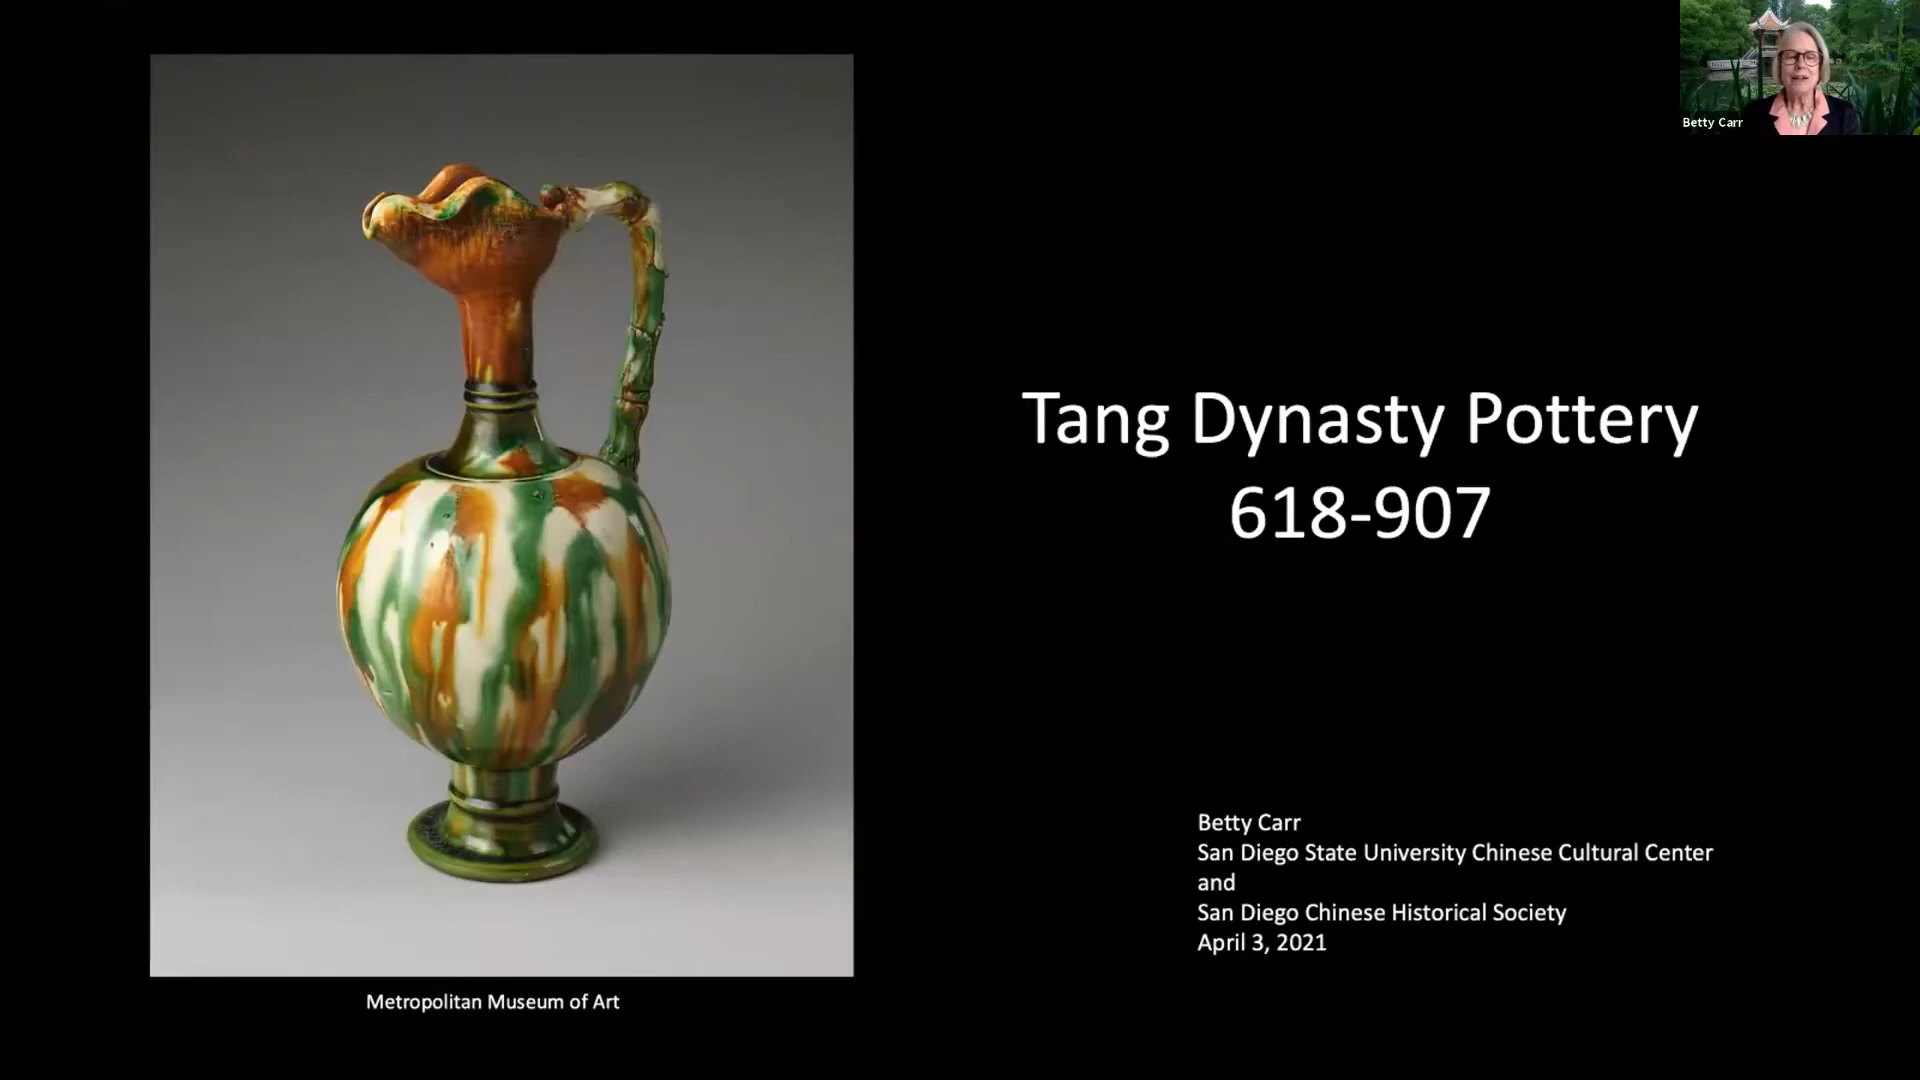 Betty Carr
Tang Dynasty Pottery
618-907
Betty Carr
San Diego State University Chinese Cultural Center
and
San Diego Chinese Historical Society
April 3, 2021
Metropolitan Museum of Art